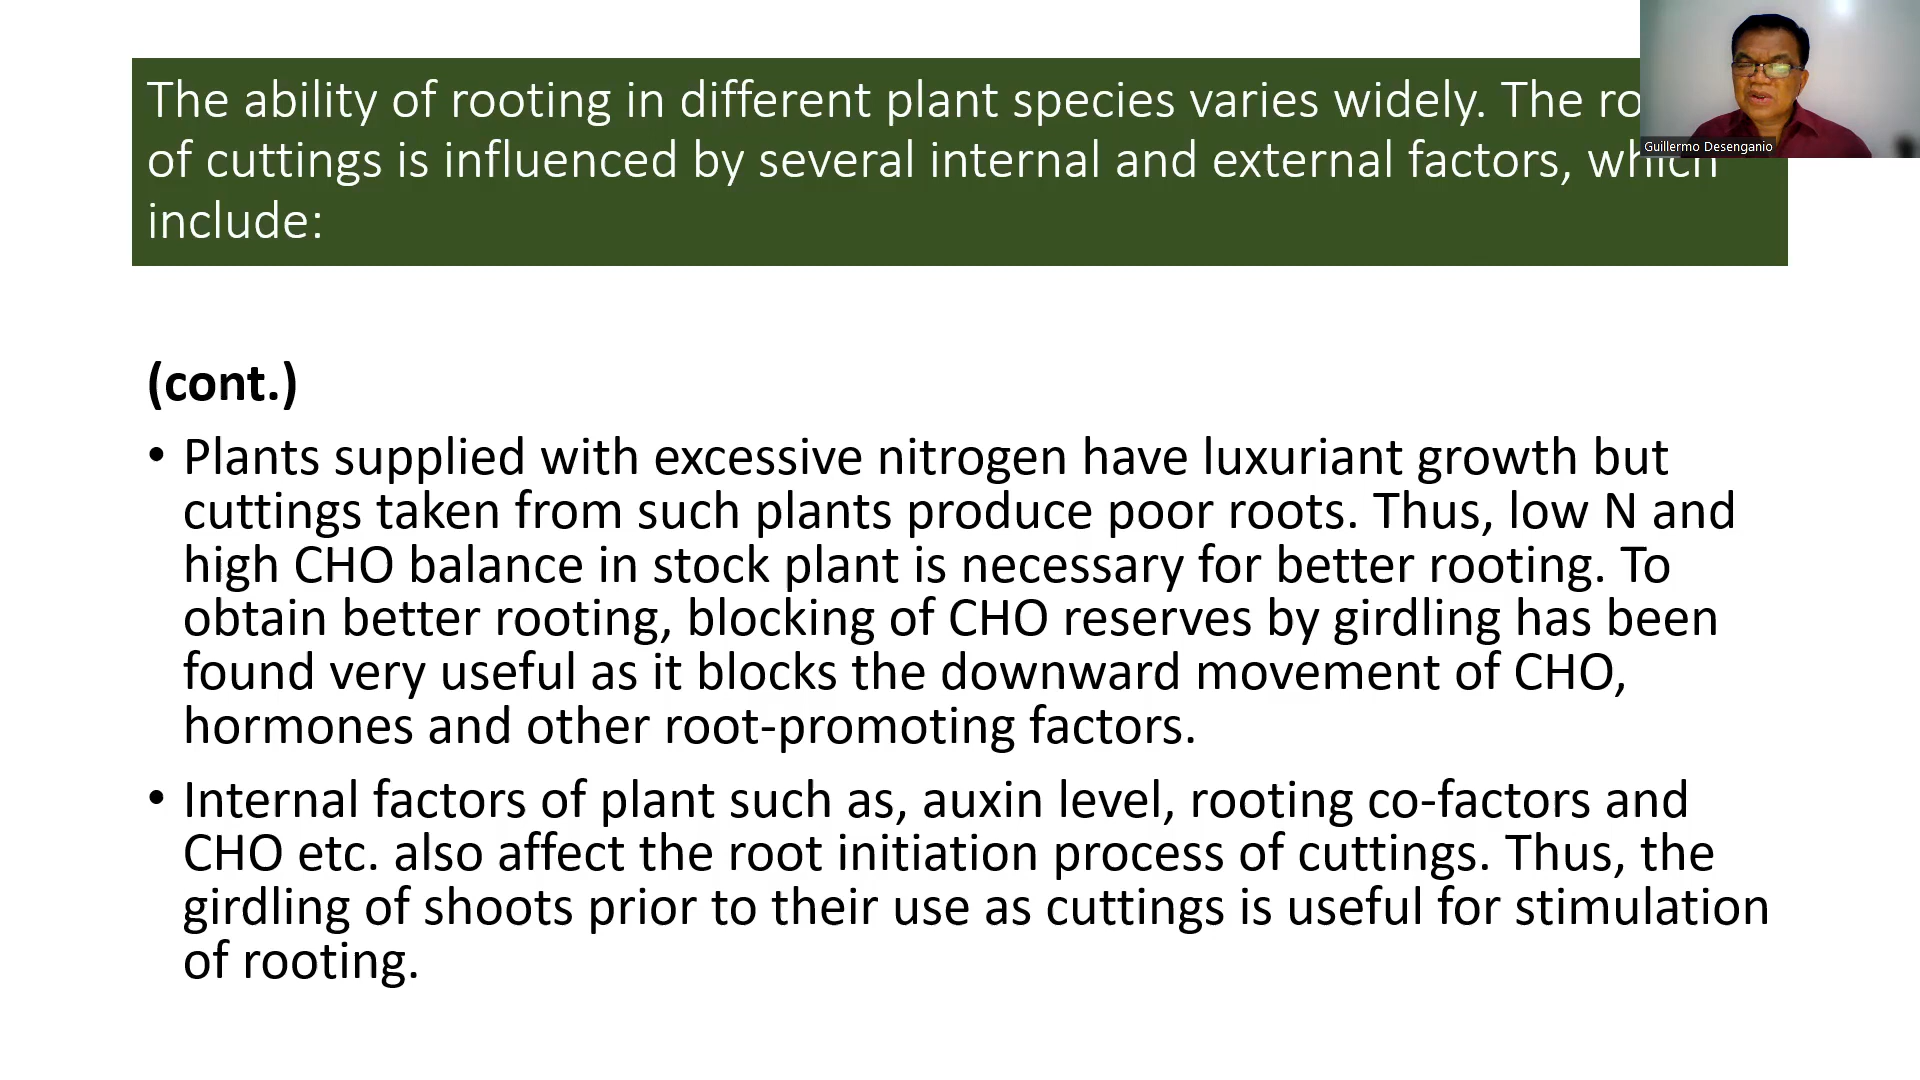 The ability of rooting in different plant species varies widely. The
of cuttings is influenced by several internal and external factors, which
include:
Guillermo Desenganio
(cont.)
• Plants supplied with excessive nitrogen have luxuriant growth but
cuttings taken from such plants produce poor roots. Thus, low N and
high CHO balance in stock plant is necessary for better rooting. To
obtain better rooting, blocking of CHO reserves by girdling has been
found very useful as it blocks the downward movement of CHO,
hormones and other root-promoting factors.
• Internal factors of plant such as, auxin level, rooting co-factors and
CHO etc. also affect the root initiation process of cuttings. Thus, the
girdling of shoots prior to their use as cuttings is useful for stimulation
of rooting.